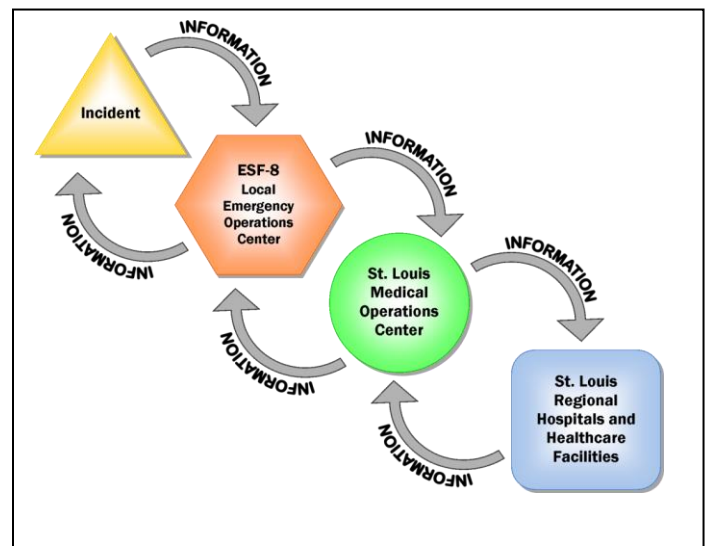 INFORMATION
Incident
INFORMATION
ESF-8
Local
Emergency
Operations
Center
INFORMATION
INFORMATION
St. Louis
Medical
Operations
Center
INFORMATION
INFORMATION
St. Louis
Regional
Hospitals and
Healthcare
Facilities
INFORMATION